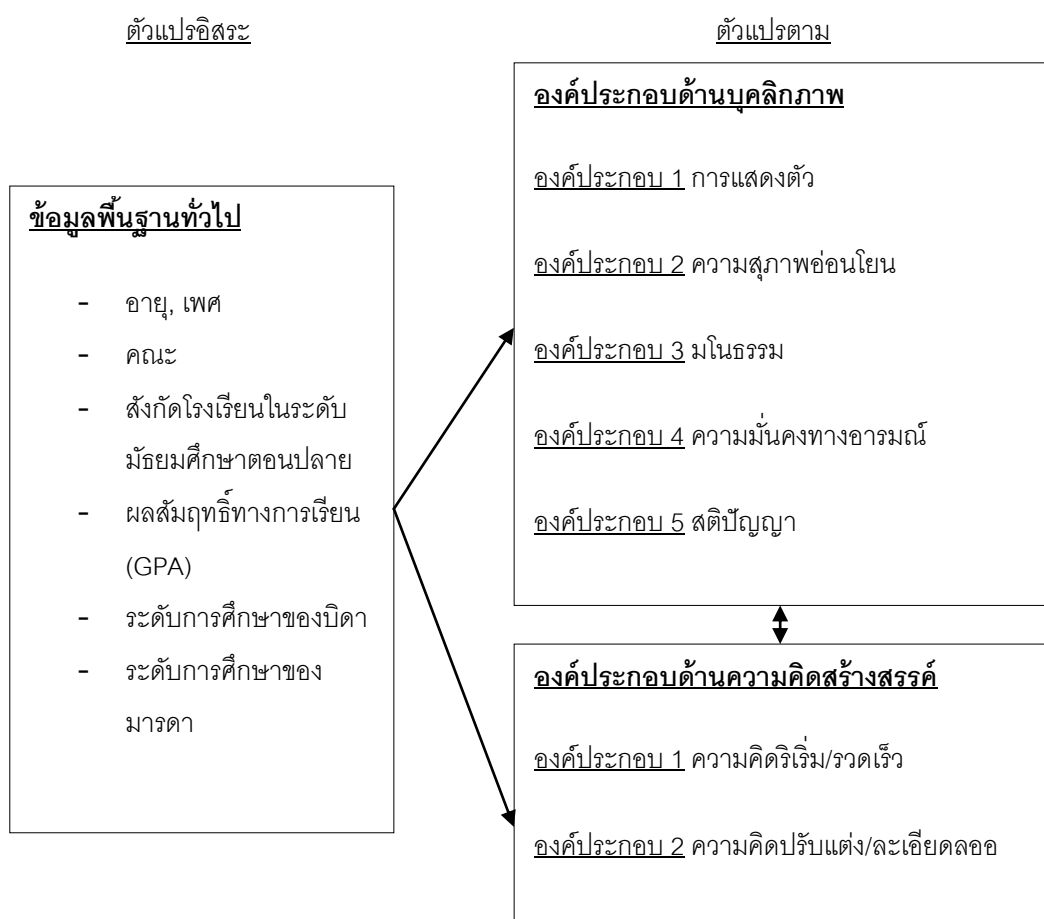 ตัวแปรอิสระ
ตัวแปรตาม
ข้อมูลพื้นฐานทั่วไป
- อายุ, เพศ
- คณะ
- สังกัดโรงเรียนในระดับ
มัธยมศึกษาตอนปลาย
- ผลสัมฤทธิ์ทางการเรียน
(GPA)
- ระดับการศึกษาของบิดา
- ระดับการศึกษาของ
มารดา
องค์ประกอบด้านบุคลิกภาพ
องค์ประกอบ 1 การแสดงตัว
องค์ประกอบ 2 ความสุภาพอ่อนโยน
องค์ประกอบ 3 มโนธรรม
องค์ประกอบ 4 ความมั่นคงทางอารมณ์
องค์ประกอบ 5 สติปัญญา
องค์ประกอบด้านความคิดสร้างสรรค์
องค์ประกอบ 1 ความคิดริเริ่ม/รวดเร็ว
องค์ประกอบ 2 ความคิดปรับแต่ง/ละเอียดลออ